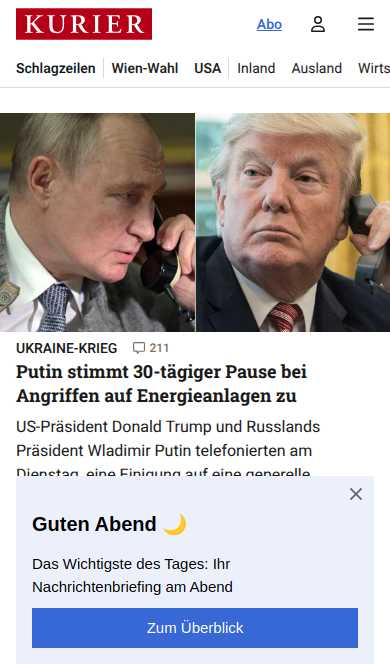 KURIER
Abo
Schlagzeilen Wien-Wahl USA Inland Ausland Wirts
UKRAINE-KRIEG 211
Putin stimmt 30-tägiger Pause bei
Angriffen auf Energieanlagen zu
US-Präsident Donald Trump und Russlands
Präsident Wladimir Putin telefonierten am
Dienstag, eine Einigung auf eine generelle
Guten Abend 🌙
Das Wichtigste des Tages: Ihr
Nachrichtenbriefing am Abend
Zum Überblick